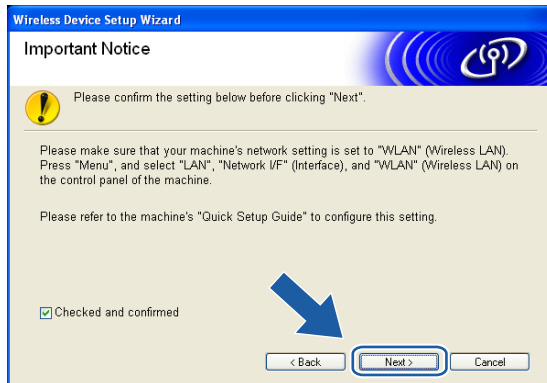 Wireless Device Setup Wizard
Important Notice
Please confirm the setting below before clicking "Next".
Please make sure that your machine's network setting is set to "WLAN" (Wireless LAN).
Press "Menu", and select "LAN", "Network I/F" (Interface), and "WLAN" (Wireless LAN) on
the control panel of the machine.
Please refer to the machine's "Quick Setup Guide" to configure this setting.
Checked and confirmed
< Back
Next >
Cancel